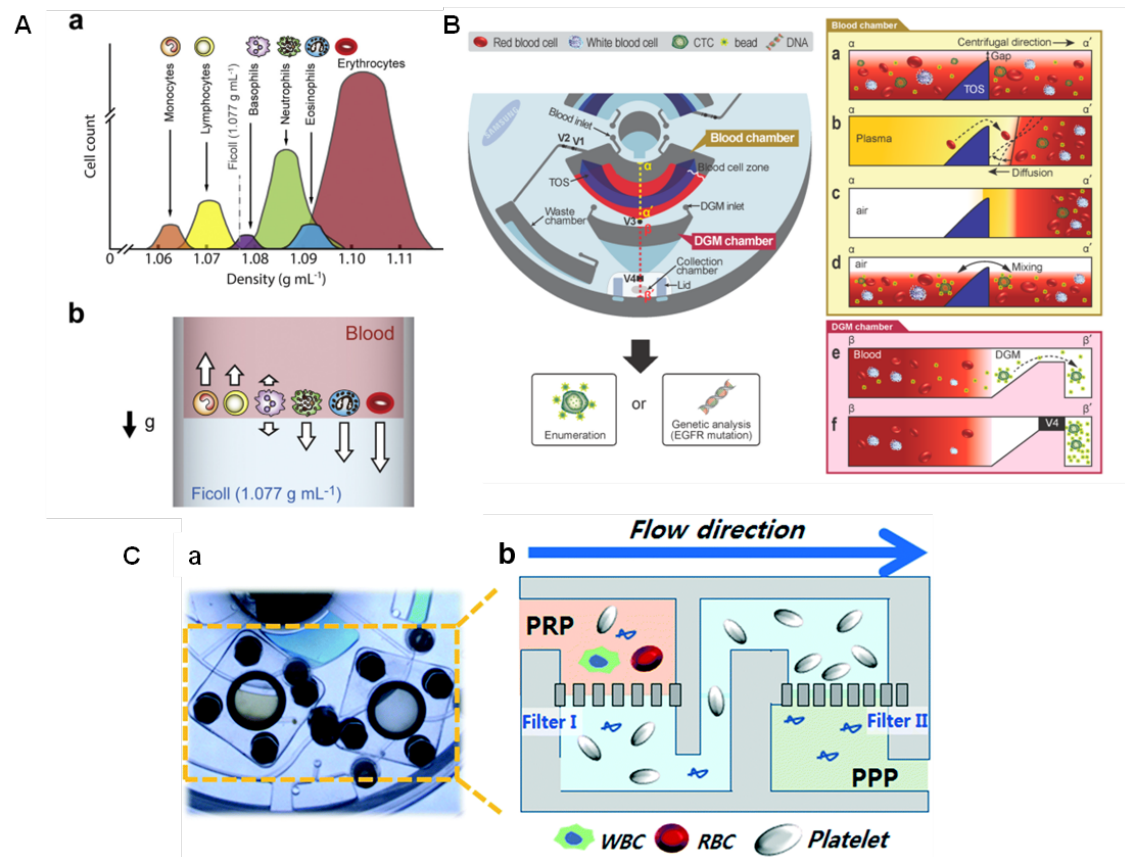 A
a
Cell count
Monocytes
Lymphocytes
Ficoll (1.077 g mL-1)
Basophils
Neutrophils
Eosinophils
Erythrocytes
0 1.06 1.07 1.08 1.09 1.10 1.11
Density (g mL-1)
b
Blood
g
Ficoll (1.077 g mL-1)
B
Red blood cell White blood cell CTC bead DNA
SAMSUNG
Blood inlet
V2 V1
Blood chamber
α
Blood cell zone
TOS
α'
DGM inlet
Waste chamber
V3
β
DGM chamber
Collection chamber
V4
Lid
β'
Enumeration
or
Genetic analysis
(EGFR mutation)
Blood chamber
α α'
a
Centrifugal direction
Gap
TOS
α α'
b
Plasma
Diffusion
α α'
c
air
α α'
d
air
Mixing
DGM chamber
β β'
e
Blood
DGM
β β'
f
V4
C
a
b
Flow direction
PRP
Filter I
Filter II
PPP
WBC RBC Platelet